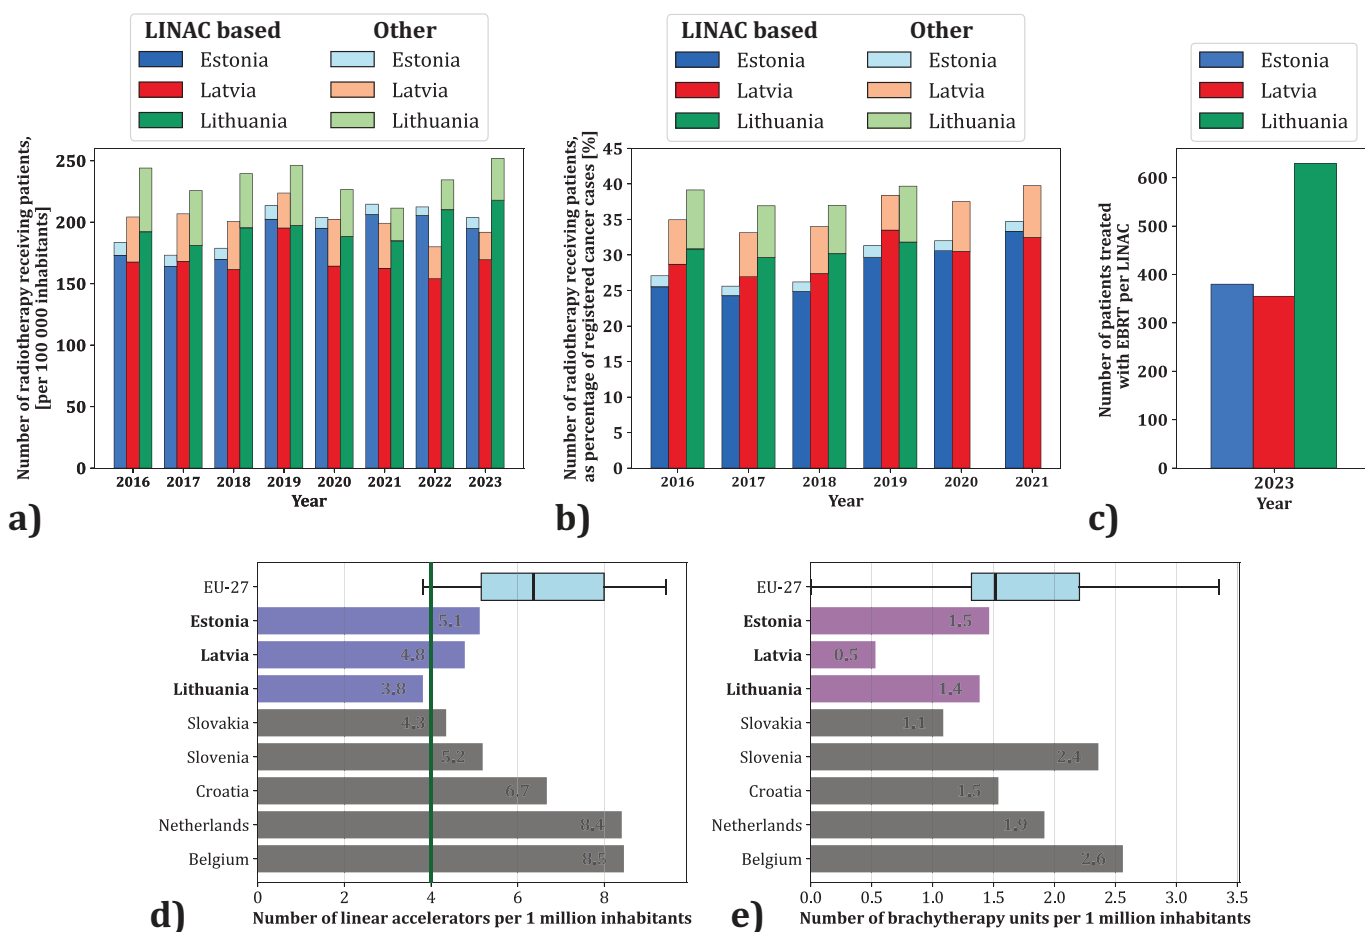 LINAC based Other
Estonia Estonia
Latvia Latvia
Lithuania Lithuania
Number of radiotherapy receiving patients,
[per 100 000 inhabitants]
250
200
150
100
50
0
2016 2017 2018 2019 2020 2021 2022 2023
Year
a)
LINAC based Other
Estonia Estonia
Latvia Latvia
Lithuania Lithuania
Number of radiotherapy receiving patients,
as percentage of registered cancer cases [%]
45
40
35
30
25
20
15
10
5
0
2016 2017 2018 2019 2020 2021
Year
b)
Estonia
Latvia
Lithuania
Number of patients treated
with EBRT per LINAC
600
500
400
300
200
100
0
2023
Year
c)
EU-27
Estonia 5.1
Latvia 4.8
Lithuania 3.8
Slovakia 4.3
Slovenia 5.2
Croatia 6.7
Netherlands 8.4
Belgium 8.5
0 2 4 6 8
Number of linear accelerators per 1 million inhabitants
d)
EU-27
Estonia 1.5
Latvia 0.5
Lithuania 1.4
Slovakia 1.1
Slovenia 2.4
Croatia 1.5
Netherlands 1.9
Belgium 2.6
0.0 0.5 1.0 1.5 2.0 2.5 3.0 3.5
Number of brachytherapy units per 1 million inhabitants
e)